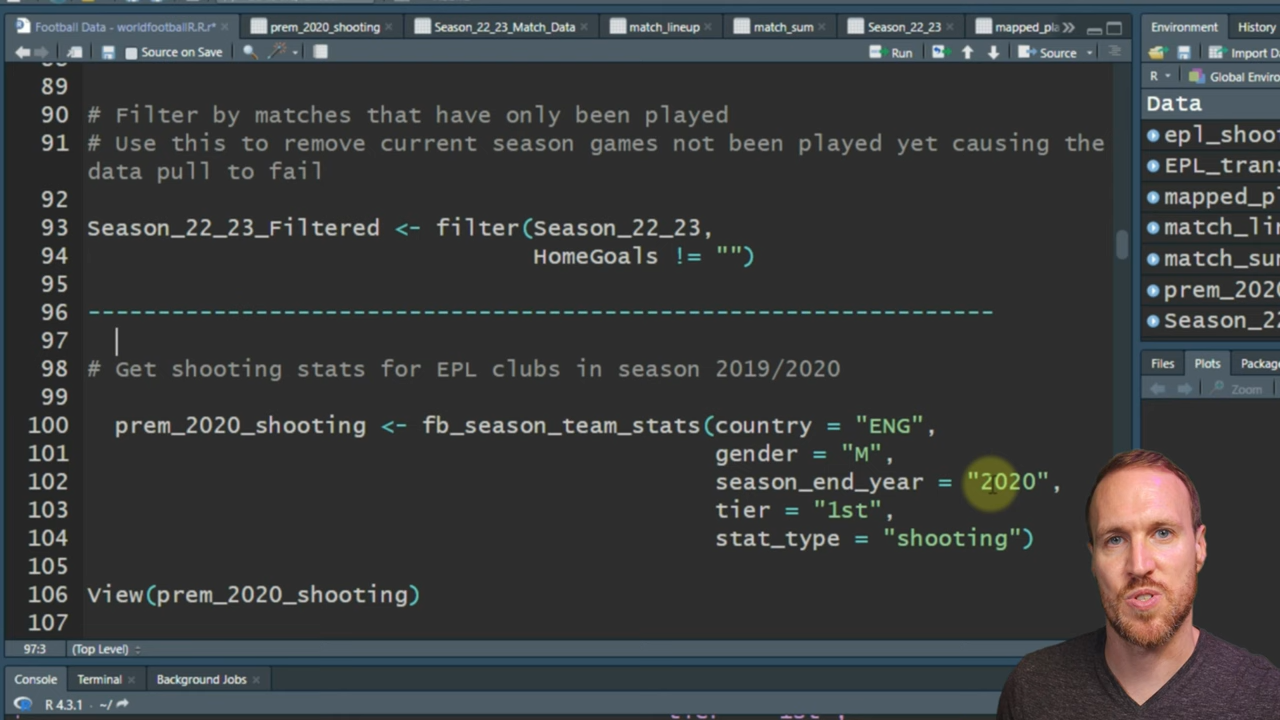 Football Data - worldfootballR.R.r* prem_2020_shooting Season_22_23_Match_Data match_lineup match_sum Season_22_23 mapped_pla
Source on Save Run Source
89
90 # Filter by matches that have only been played
91 # Use this to remove current season games not been played yet causing the
data pull to fail
92
93 Season_22_23_Filtered <- filter(Season_22_23,
94 HomeGoals != "")
95
96 -----------------------------------------------------------------
97
98 # Get shooting stats for EPL clubs in season 2019/2020
99
100 prem_2020_shooting <- fb_season_team_stats(country = "ENG",
101 gender = "M",
102 season_end_year = "2020",
103 tier = "1st",
104 stat_type = "shooting")
105
106 View(prem_2020_shooting)
107
97:3 (Top Level)
Console Terminal Background Jobs
R 4.3.1 · ~/
Environment History
Import Da
R Global Enviro
Data
epl_shoo
EPL_trans
mapped_p
match_li
match_su
prem_2020
Season_22
Files Plots Package
Zoom